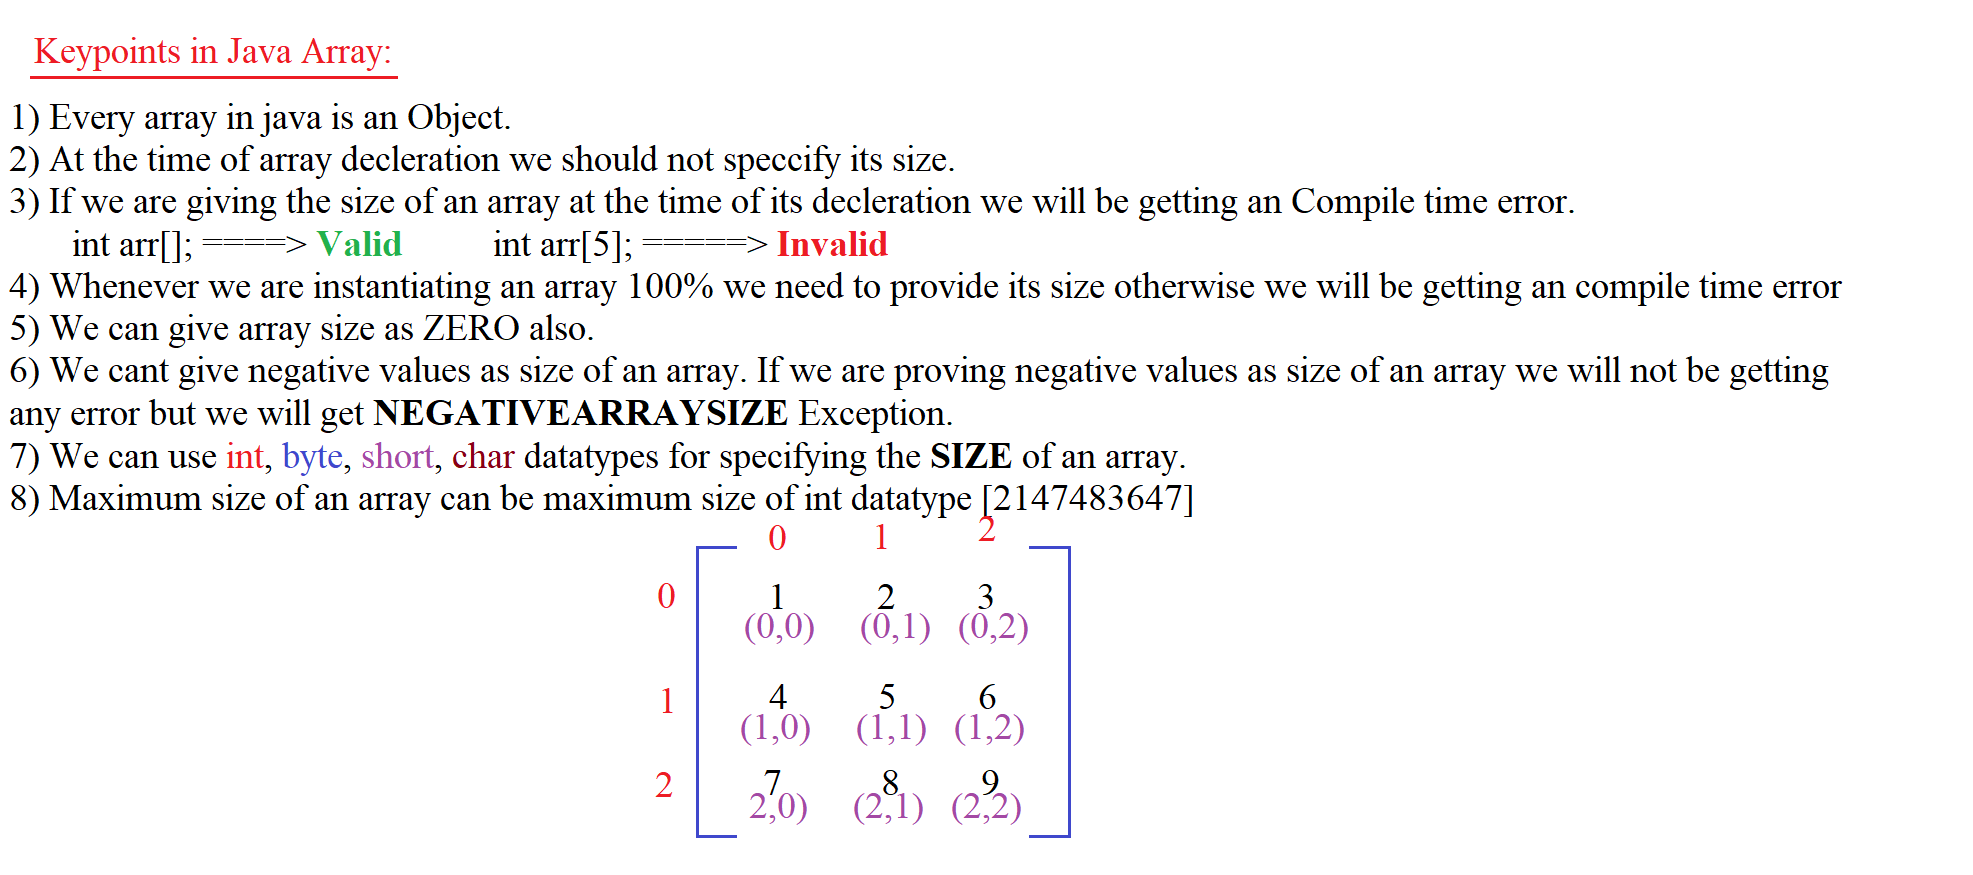 Keypoints in Java Array:
1) Every array in java is an Object.
2) At the time of array decleration we should not speccify its size.
3) If we are giving the size of an array at the time of its decleration we will be getting an Compile time error.
int arr[]; ====> Valid int arr[5]; =====> Invalid
4) Whenever we are instantiating an array 100% we need to provide its size otherwise we will be getting an compile time error
5) We can give array size as ZERO also.
6) We cant give negative values as size of an array. If we are proving negative values as size of an array we will not be getting
any error but we will get NEGATIVEARRAYSIZE Exception.
7) We can use int, byte, short, char datatypes for specifying the SIZE of an array.
8) Maximum size of an array can be maximum size of int datatype [2147483647]
0 1 2
0 1 2 3
(0,0) (0,1) (0,2)
1 4 5 6
(1,0) (1,1) (1,2)
2 7 8 9
2,0) (2,1) (2,2)